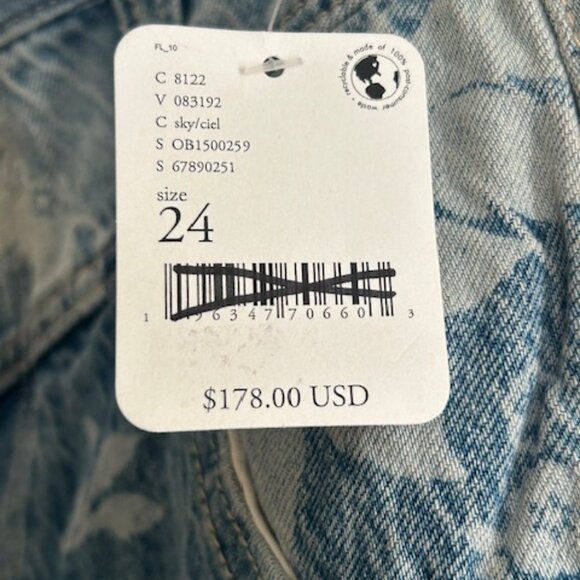 FL_10
recyclable & made of 100% post-consumer waste •
C 8122
V 083192
C sky/ciel
S OB1500259
S 67890251
size
24
1 96347 70660 3
$178.00 USD